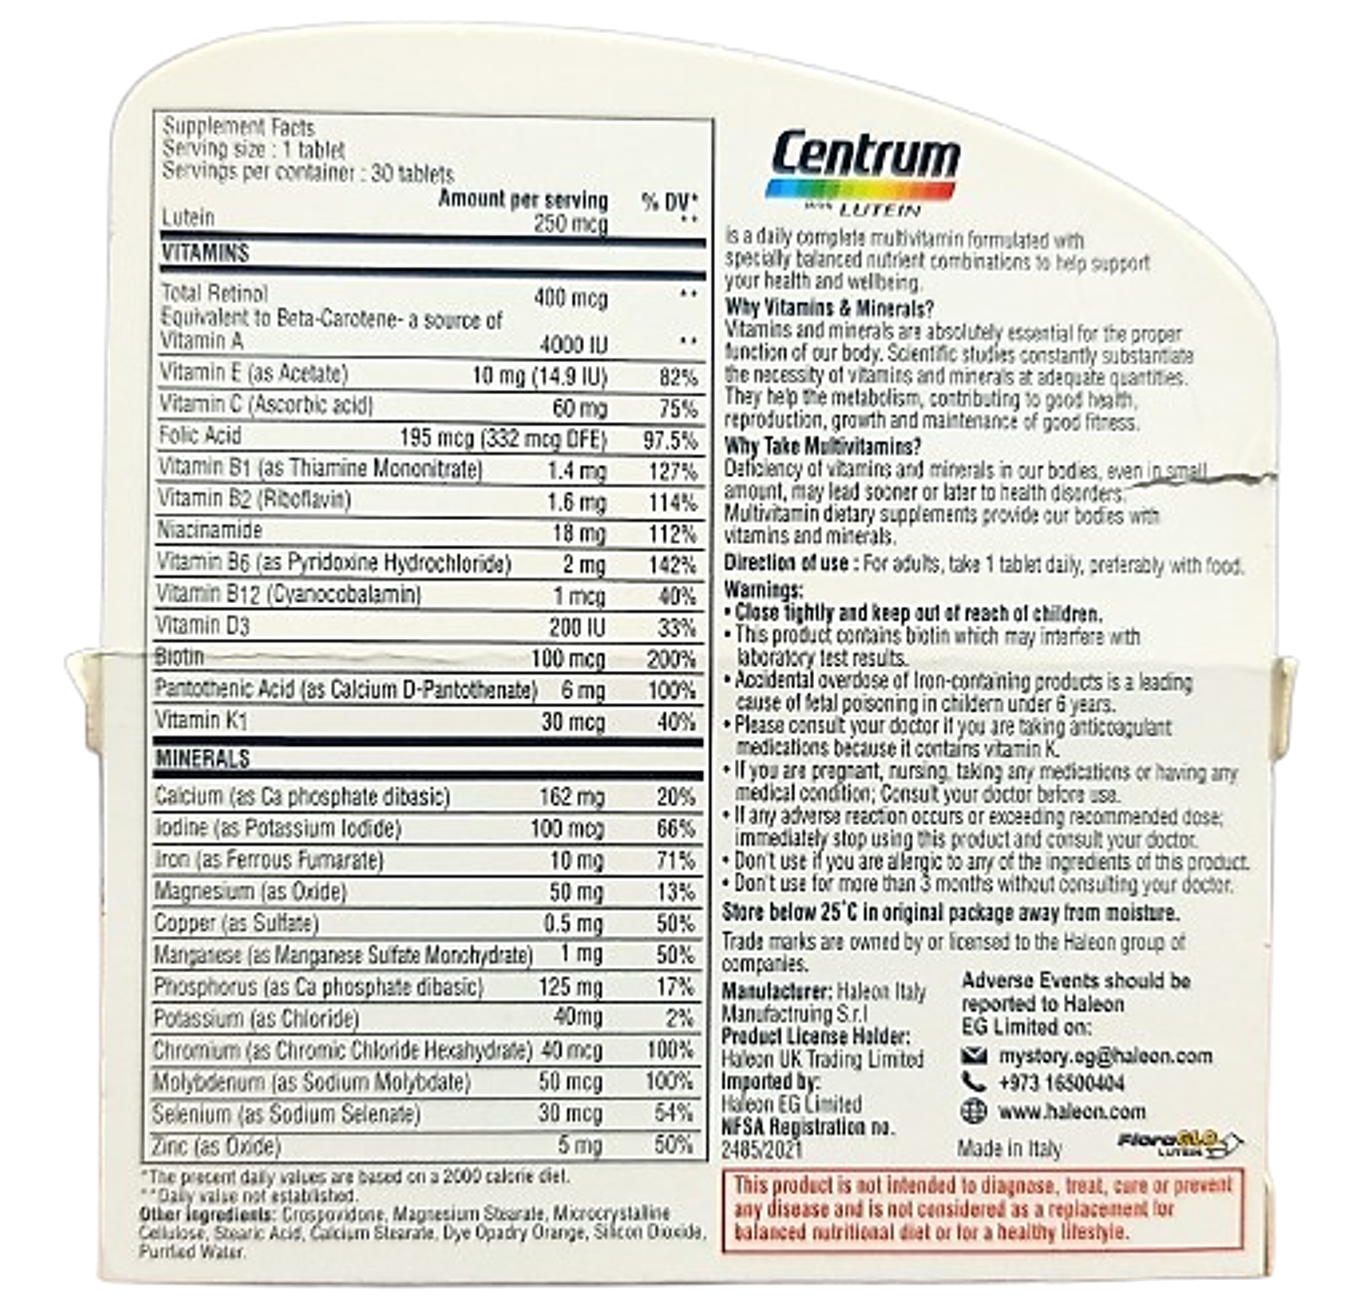 Supplement Facts
Serving size : 1 tablet
Servings per container : 30 tablets
Amount per serving % DV*
Lutein 250 mcg **
VITAMINS
Total Retinol 400 mcg **
Equivalent to Beta-Carotene- a source of
Vitamin A 4000 IU **
Vitamin E (as Acetate) 10 mg (14.9 IU) 82%
Vitamin C (Ascorbic acid) 60 mg 75%
Folic Acid 195 mcg (332 mcg DFE) 97.5%
Vitamin B1 (as Thiamine Mononitrate) 1.4 mg 127%
Vitamin B2 (Riboflavin) 1.6 mg 114%
Niacinamide 18 mg 112%
Vitamin B6 (as Pyridoxine Hydrochloride) 2 mg 142%
Vitamin B12 (Cyanocobalamin) 1 mcg 40%
Vitamin D3 200 IU 33%
Biotin 100 mcg 200%
Pantothenic Acid (as Calcium D-Pantothenate) 6 mg 100%
Vitamin K1 30 mcg 40%
MINERALS
Calcium (as Ca phosphate dibasic) 162 mg 20%
Iodine (as Potassium Iodide) 100 mcg 66%
Iron (as Ferrous Fumarate) 10 mg 71%
Magnesium (as Oxide) 50 mg 13%
Copper (as Sulfate) 0.5 mg 50%
Manganese (as Manganese Sulfate Monohydrate) 1 mg 50%
Phosphorus (as Ca phosphate dibasic) 125 mg 17%
Potassium (as Chloride) 40mg 2%
Chromium (as Chromic Chloride Hexahydrate) 40 mcg 100%
Molybdenum (as Sodium Molybdate) 50 mcg 100%
Selenium (as Sodium Selenate) 30 mcg 54%
Zinc (as Oxide) 5 mg 50%
*The present daily values are based on a 2000 calorie diet.
**Daily value not established.
Other ingredients: Crospovidone, Magnesium Stearate, Microcrystalline
Cellulose, Stearic Acid, Calcium Stearate, Dye Opadry Orange, Silicon Dioxide,
Purified Water.
Centrum
with LUTEIN
is a daily complete multivitamin formulated with
specially balanced nutrient combinations to help support
your health and wellbeing.
Why Vitamins & Minerals?
Vitamins and minerals are absolutely essential for the proper
function of our body. Scientific studies constantly substantiate
the necessity of vitamins and minerals at adequate quantities.
They help the metabolism, contributing to good health,
reproduction, growth and maintenance of good fitness.
Why Take Multivitamins?
Deficiency of vitamins and minerals in our bodies, even in small
amount, may lead sooner or later to health disorders.
Multivitamin dietary supplements provide our bodies with
vitamins and minerals.
Direction of use : For adults, take 1 tablet daily, preferably with food.
Warnings:
• Close tightly and keep out of reach of children.
• This product contains biotin which may interfere with
laboratory test results.
• Accidental overdose of Iron-containing products is a leading
cause of fetal poisoning in childern under 6 years.
• Please consult your doctor if you are taking anticoagulant
medications because it contains vitamin K.
• If you are pregnant, nursing, taking any medications or having any
medical condition; Consult your doctor before use.
• If any adverse reaction occurs or exceeding recommended dose;
immediately stop using this product and consult your doctor.
• Don't use if you are allergic to any of the ingredients of this product.
• Don't use for more than 3 months without consulting your doctor.
Store below 25°C in original package away from moisture.
Trade marks are owned by or licensed to the Haleon group of
companies.
Manufacturer: Haleon Italy
Manufactruing S.r.l
Product License Holder:
Haleon UK Trading Limited
Imported by:
Haleon EG Limited
NFSA Registration no.
2485/2021
Adverse Events should be
reported to Haleon
EG Limited on:
mystory.eg@haleon.com
+973 16500404
www.haleon.com
Made in Italy
FloraGLO
LUTEIN
This product is not intended to diagnose, treat, cure or prevent
any disease and is not considered as a replacement for
balanced nutritional diet or for a healthy lifestyle.